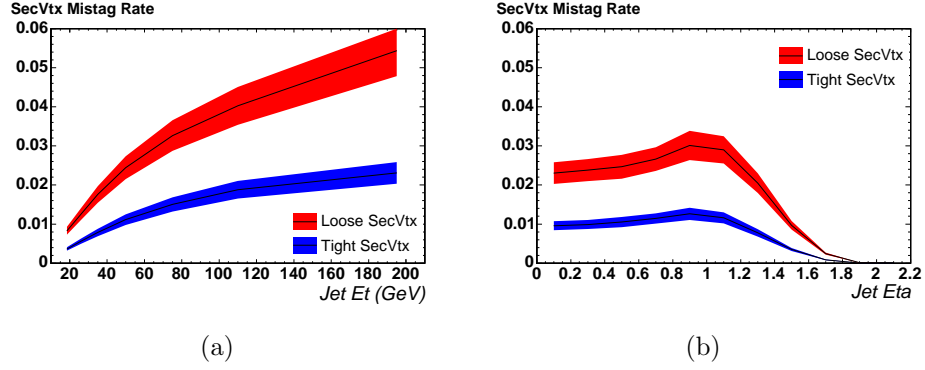 SecVtx Mistag Rate
0.06
0.05
0.04
0.03
0.02
0.01
0
Loose SecVtx
Tight SecVtx
20 40 60 80 100 120 140 160 180 200
Jet Et (GeV)
(a)
SecVtx Mistag Rate
0.06
0.05
0.04
0.03
0.02
0.01
0
Loose SecVtx
Tight SecVtx
0 0.2 0.4 0.6 0.8 1 1.2 1.4 1.6 1.8 2 2.2
Jet Eta
(b)